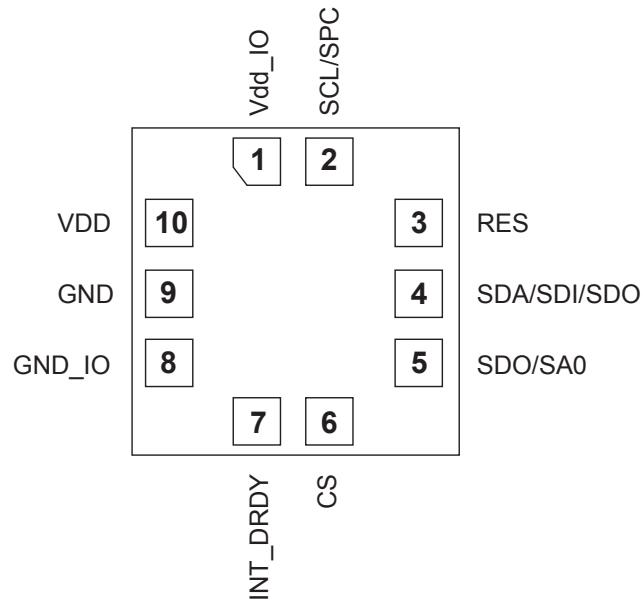 Vdd_IO
SCL/SPC
1
2
VDD
10
3
RES
GND
9
4
SDA/SDI/SDO
GND_IO
8
5
SDO/SA0
7
6
INT_DRDY
CS